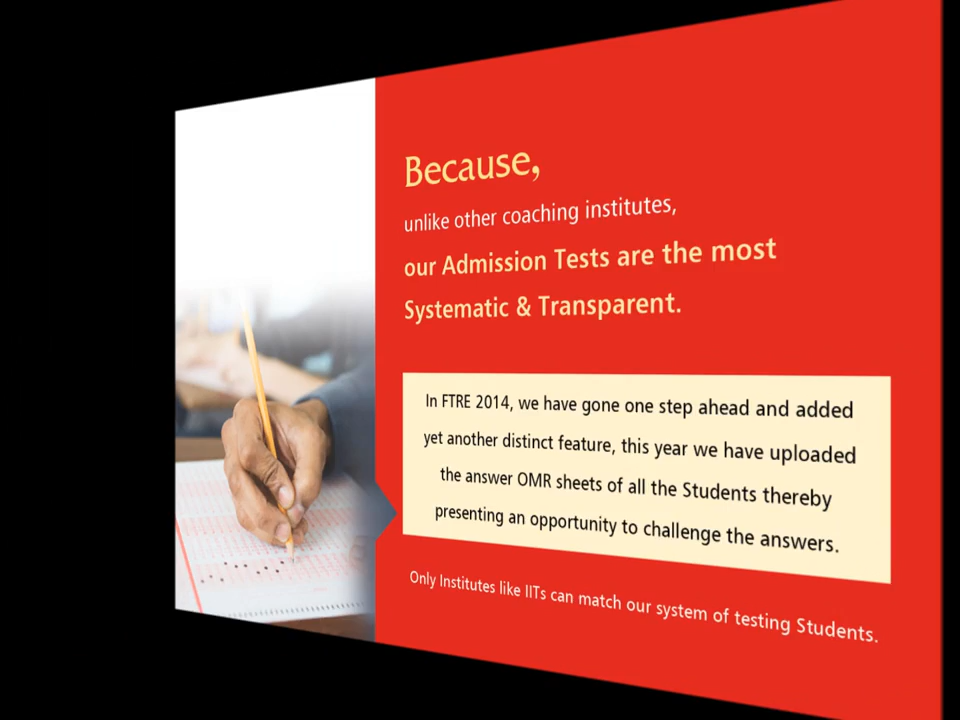 Because,
unlike other coaching institutes,
our Admission Tests are the most
Systematic & Transparent.
In FTRE 2014, we have gone one step ahead and added
yet another distinct feature, this year we have uploaded
the answer OMR sheets of all the Students thereby
presenting an opportunity to challenge the answers.
Only Institutes like IITs can match our system of testing Students.